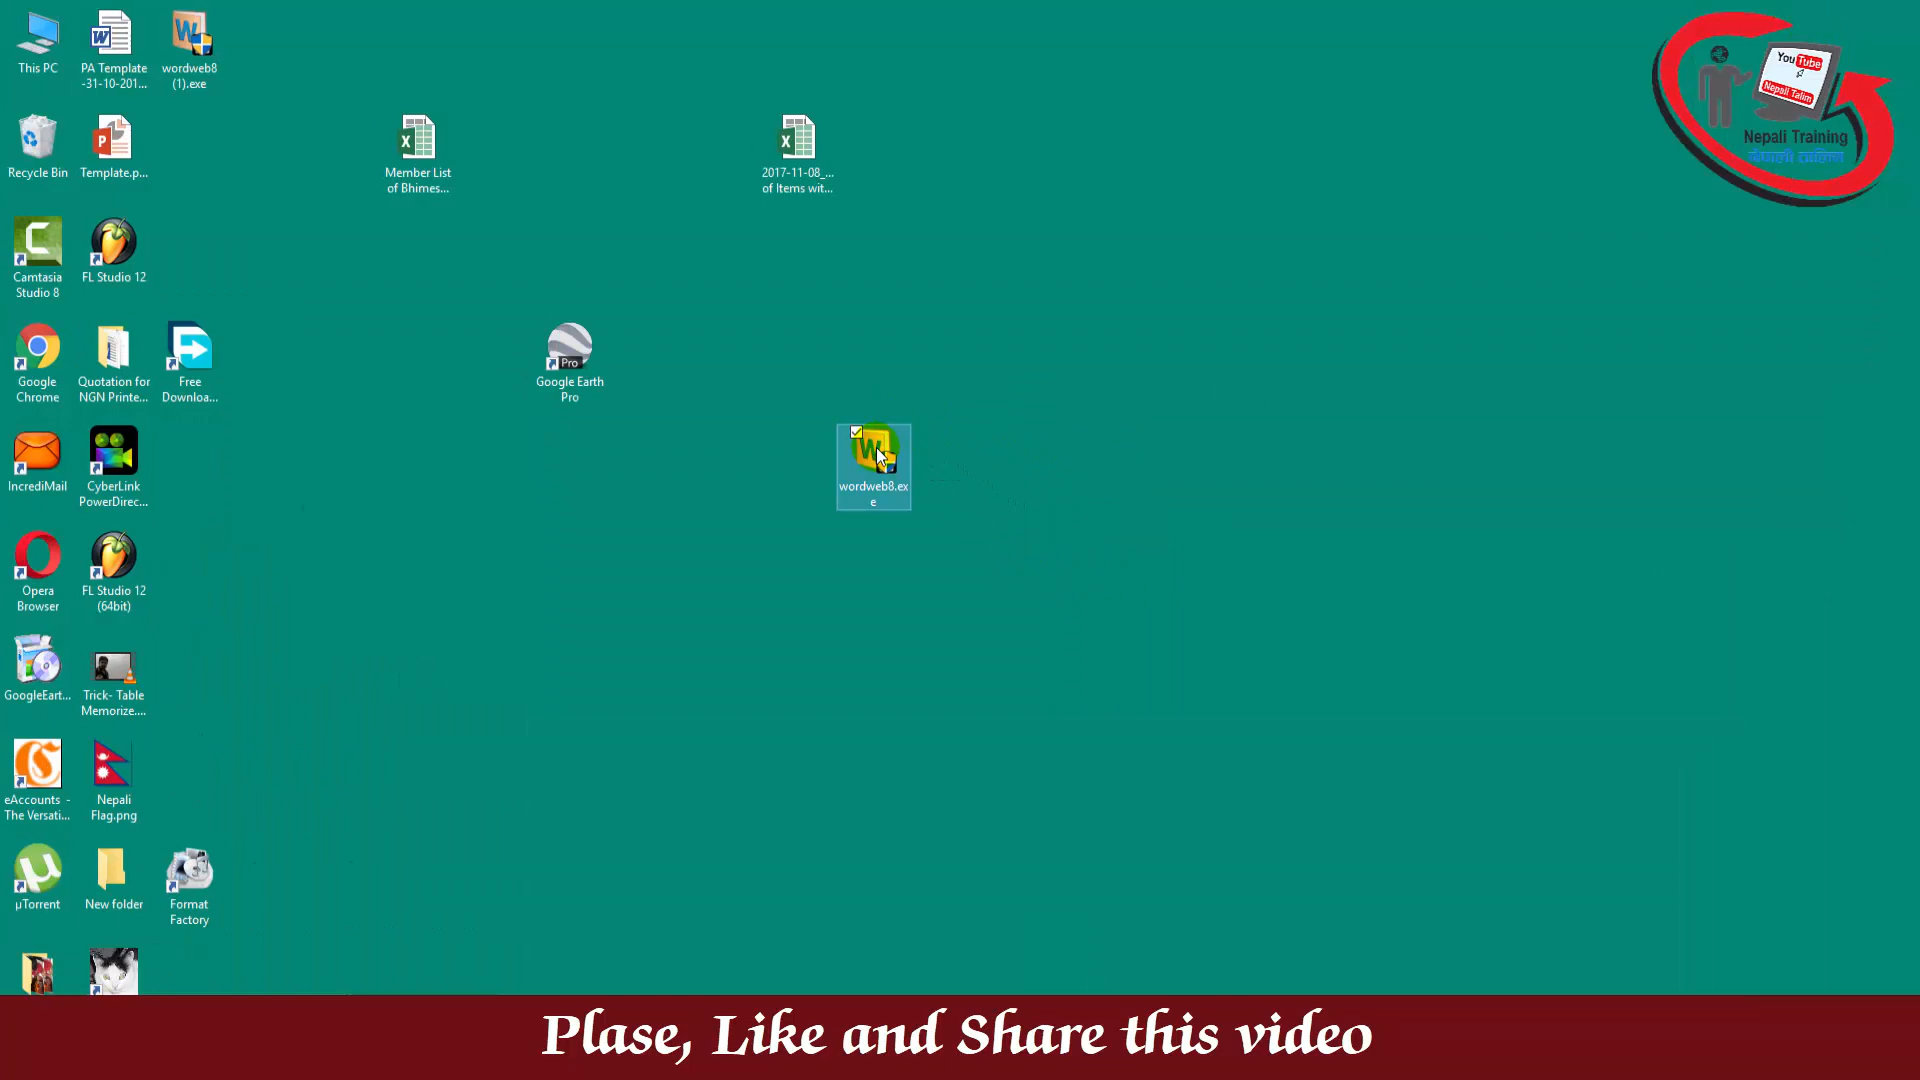 This PC
PA Template
-31-10-201...
wordweb8
(1).exe
Recycle Bin
Template.p...
Member List
of Bhimes...
2017-11-08_...
of Items wit...
You Tube
Nepali Talim
Nepali Training
नेपाली तालिम
Camtasia
Studio 8
FL Studio 12
Google
Chrome
Quotation for
NGN Printe...
Free
Downloa...
Pro
Google Earth
Pro
IncrediMail
CyberLink
PowerDirec...
wordweb8.ex
e
Opera
Browser
FL Studio 12
(64bit)
GoogleEart...
Trick- Table
Memorize....
eAccounts -
The Versati...
Nepali
Flag.png
µTorrent
New folder
Format
Factory
Plase, Like and Share this video